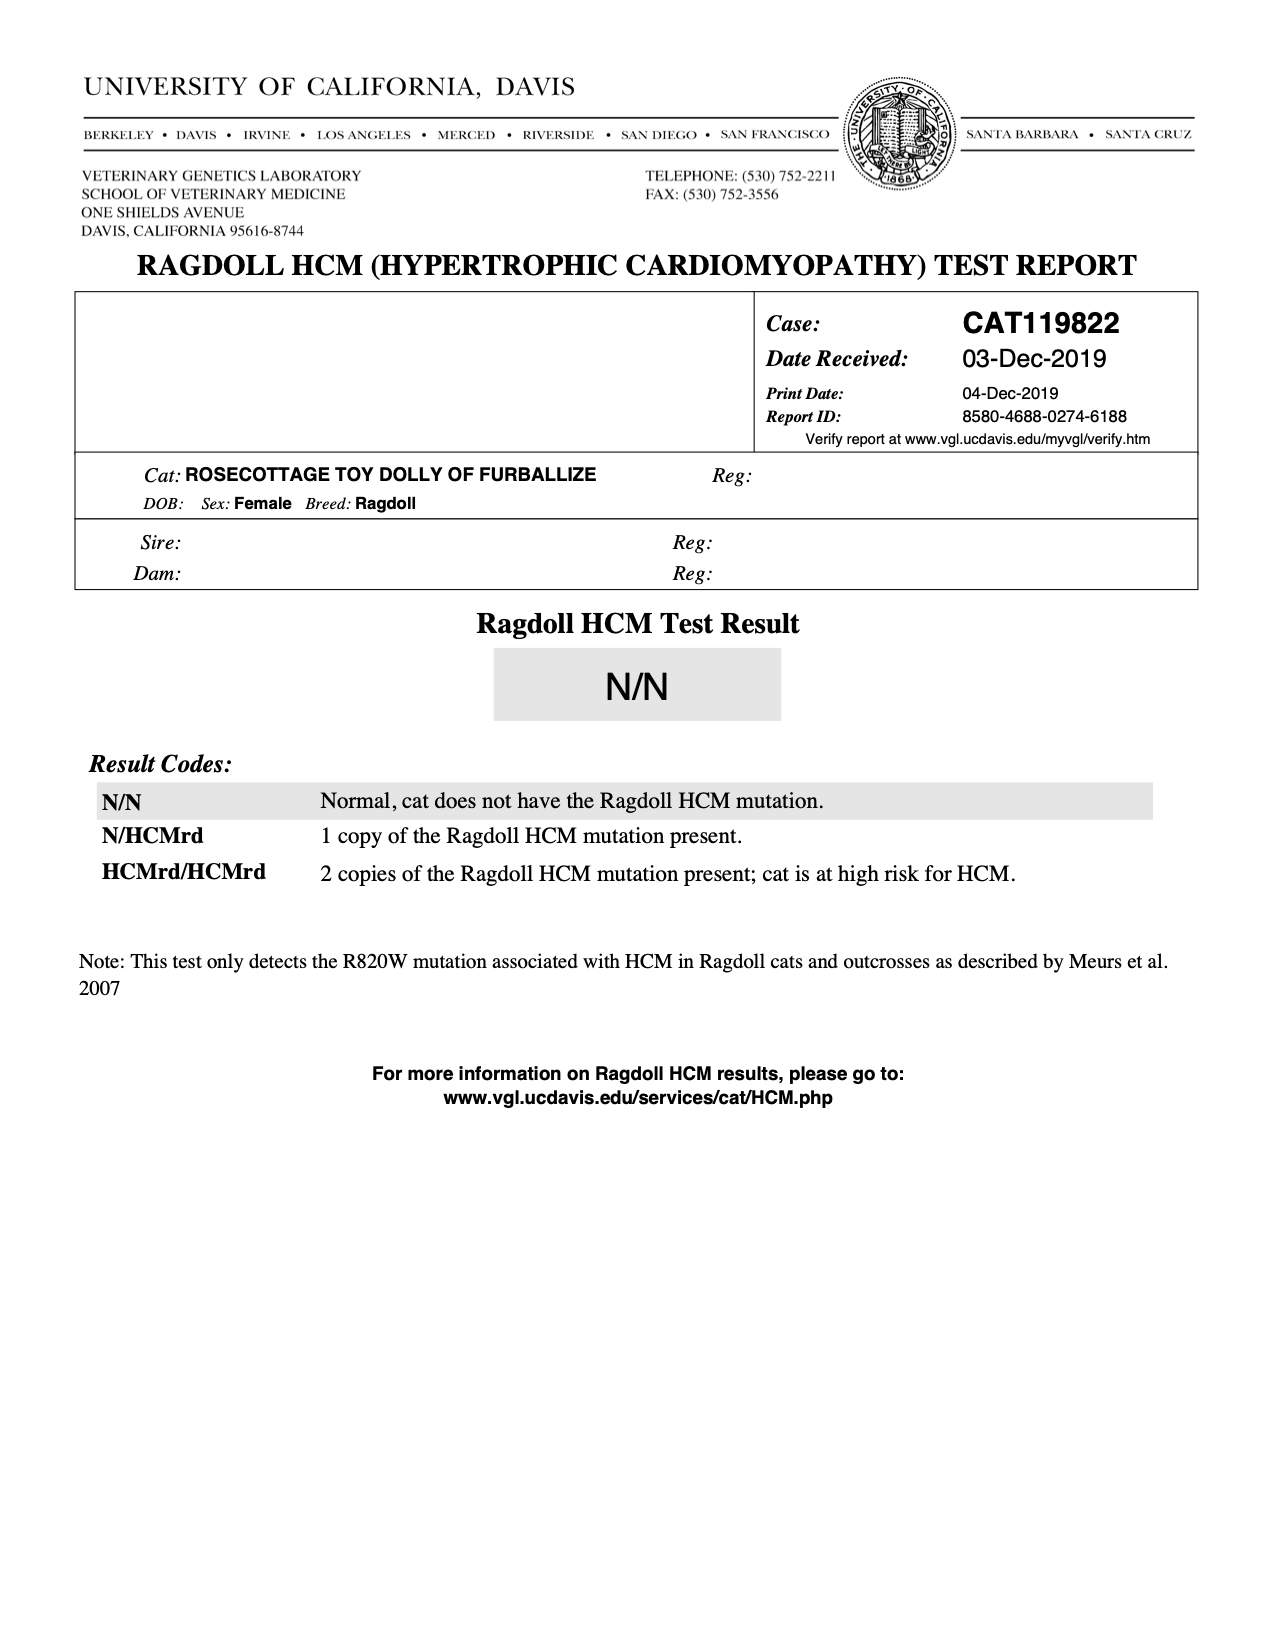 UNIVERSITY OF CALIFORNIA, DAVIS
BERKELEY • DAVIS • IRVINE • LOS ANGELES • MERCED • RIVERSIDE • SAN DIEGO • SAN FRANCISCO
SANTA BARBARA • SANTA CRUZ
THE UNIVERSITY OF CALIFORNIA
1868
VETERINARY GENETICS LABORATORY
SCHOOL OF VETERINARY MEDICINE
ONE SHIELDS AVENUE
DAVIS, CALIFORNIA 95616-8744
TELEPHONE: (530) 752-2211
FAX: (530) 752-3556
RAGDOLL HCM (HYPERTROPHIC CARDIOMYOPATHY) TEST REPORT
Case: CAT119822
Date Received: 03-Dec-2019
Print Date: 04-Dec-2019
Report ID: 8580-4688-0274-6188
Verify report at www.vgl.ucdavis.edu/myvgl/verify.htm
Cat: ROSECOTTAGE TOY DOLLY OF FURBALLIZE Reg:
DOB: Sex: Female Breed: Ragdoll
Sire: Reg:
Dam: Reg:
Ragdoll HCM Test Result
N/N
Result Codes:
N/N Normal, cat does not have the Ragdoll HCM mutation.
N/HCMrd 1 copy of the Ragdoll HCM mutation present.
HCMrd/HCMrd 2 copies of the Ragdoll HCM mutation present; cat is at high risk for HCM.
Note: This test only detects the R820W mutation associated with HCM in Ragdoll cats and outcrosses as described by Meurs et al.
2007
For more information on Ragdoll HCM results, please go to:
www.vgl.ucdavis.edu/services/cat/HCM.php